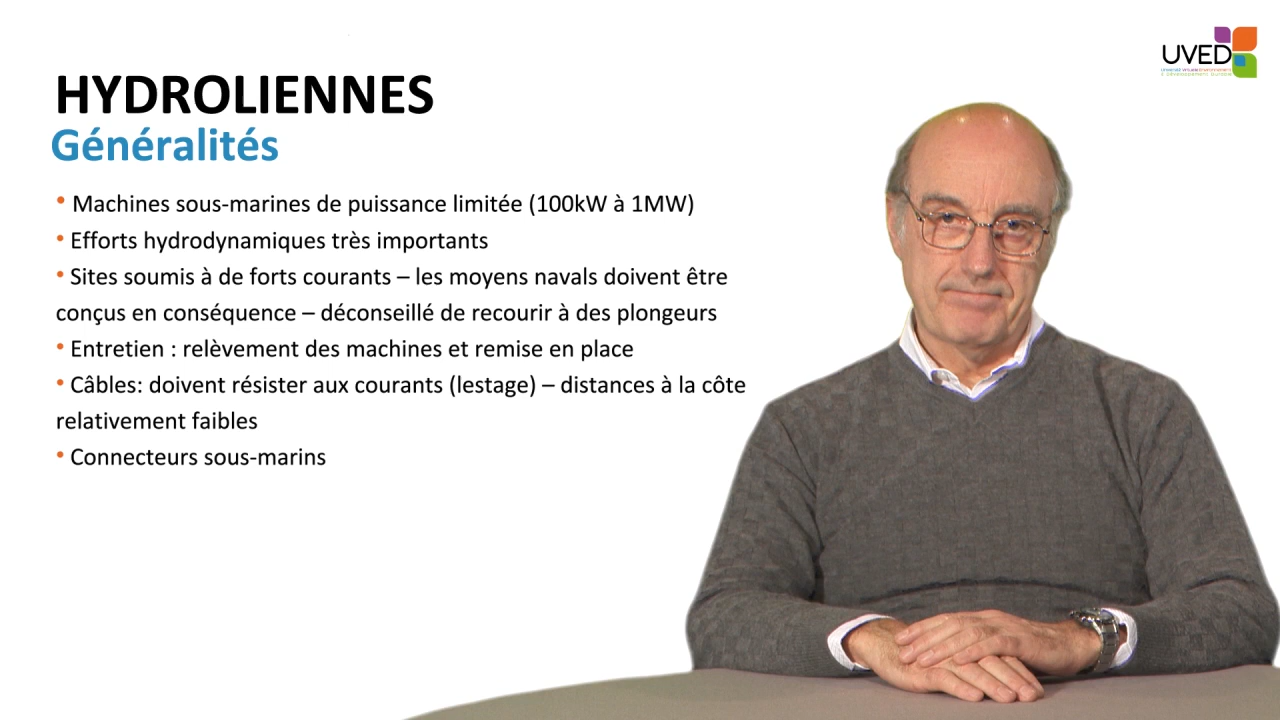 UVED
HYDROLIENNES
Généralités
• Machines sous-marines de puissance limitée (100kW à 1MW)
• Efforts hydrodynamiques très importants
• Sites soumis à de forts courants – les moyens navals doivent être
conçus en conséquence – déconseillé de recourir à des plongeurs
• Entretien : relèvement des machines et remise en place
• Câbles: doivent résister aux courants (lestage) – distances à la côte
relativement faibles
• Connecteurs sous-marins